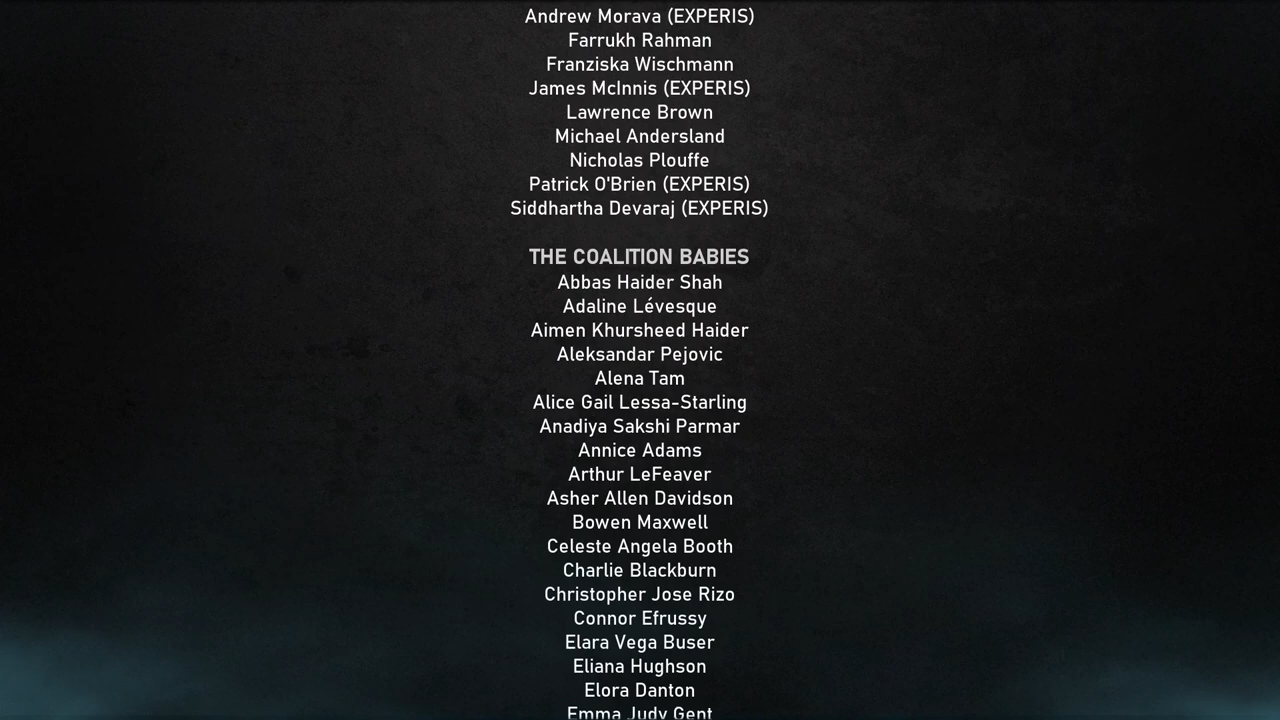 Andrew Morava (EXPERIS)
Farrukh Rahman
Franziska Wischmann
James McInnis (EXPERIS)
Lawrence Brown
Michael Andersland
Nicholas Plouffe
Patrick O'Brien (EXPERIS)
Siddhartha Devaraj (EXPERIS)
THE COALITION BABIES
Abbas Haider Shah
Adaline Lévesque
Aimen Khursheed Haider
Aleksandar Pejovic
Alena Tam
Alice Gail Lessa-Starling
Anadiya Sakshi Parmar
Annice Adams
Arthur LeFeaver
Asher Allen Davidson
Bowen Maxwell
Celeste Angela Booth
Charlie Blackburn
Christopher Jose Rizo
Connor Efrussy
Elara Vega Buser
Eliana Hughson
Elora Danton
Emma Judy Gent